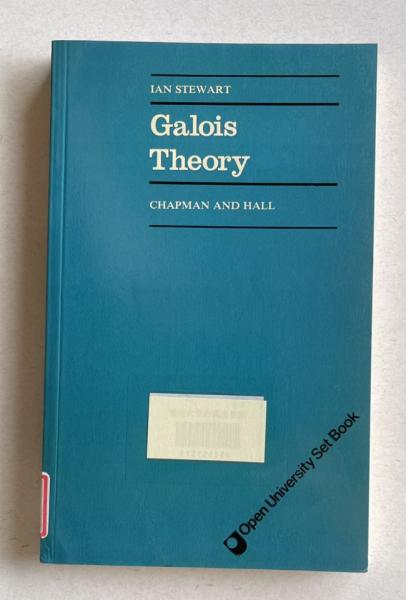 IAN STEWART
Galois
Theory
CHAPMAN AND HALL
Open University Set Book